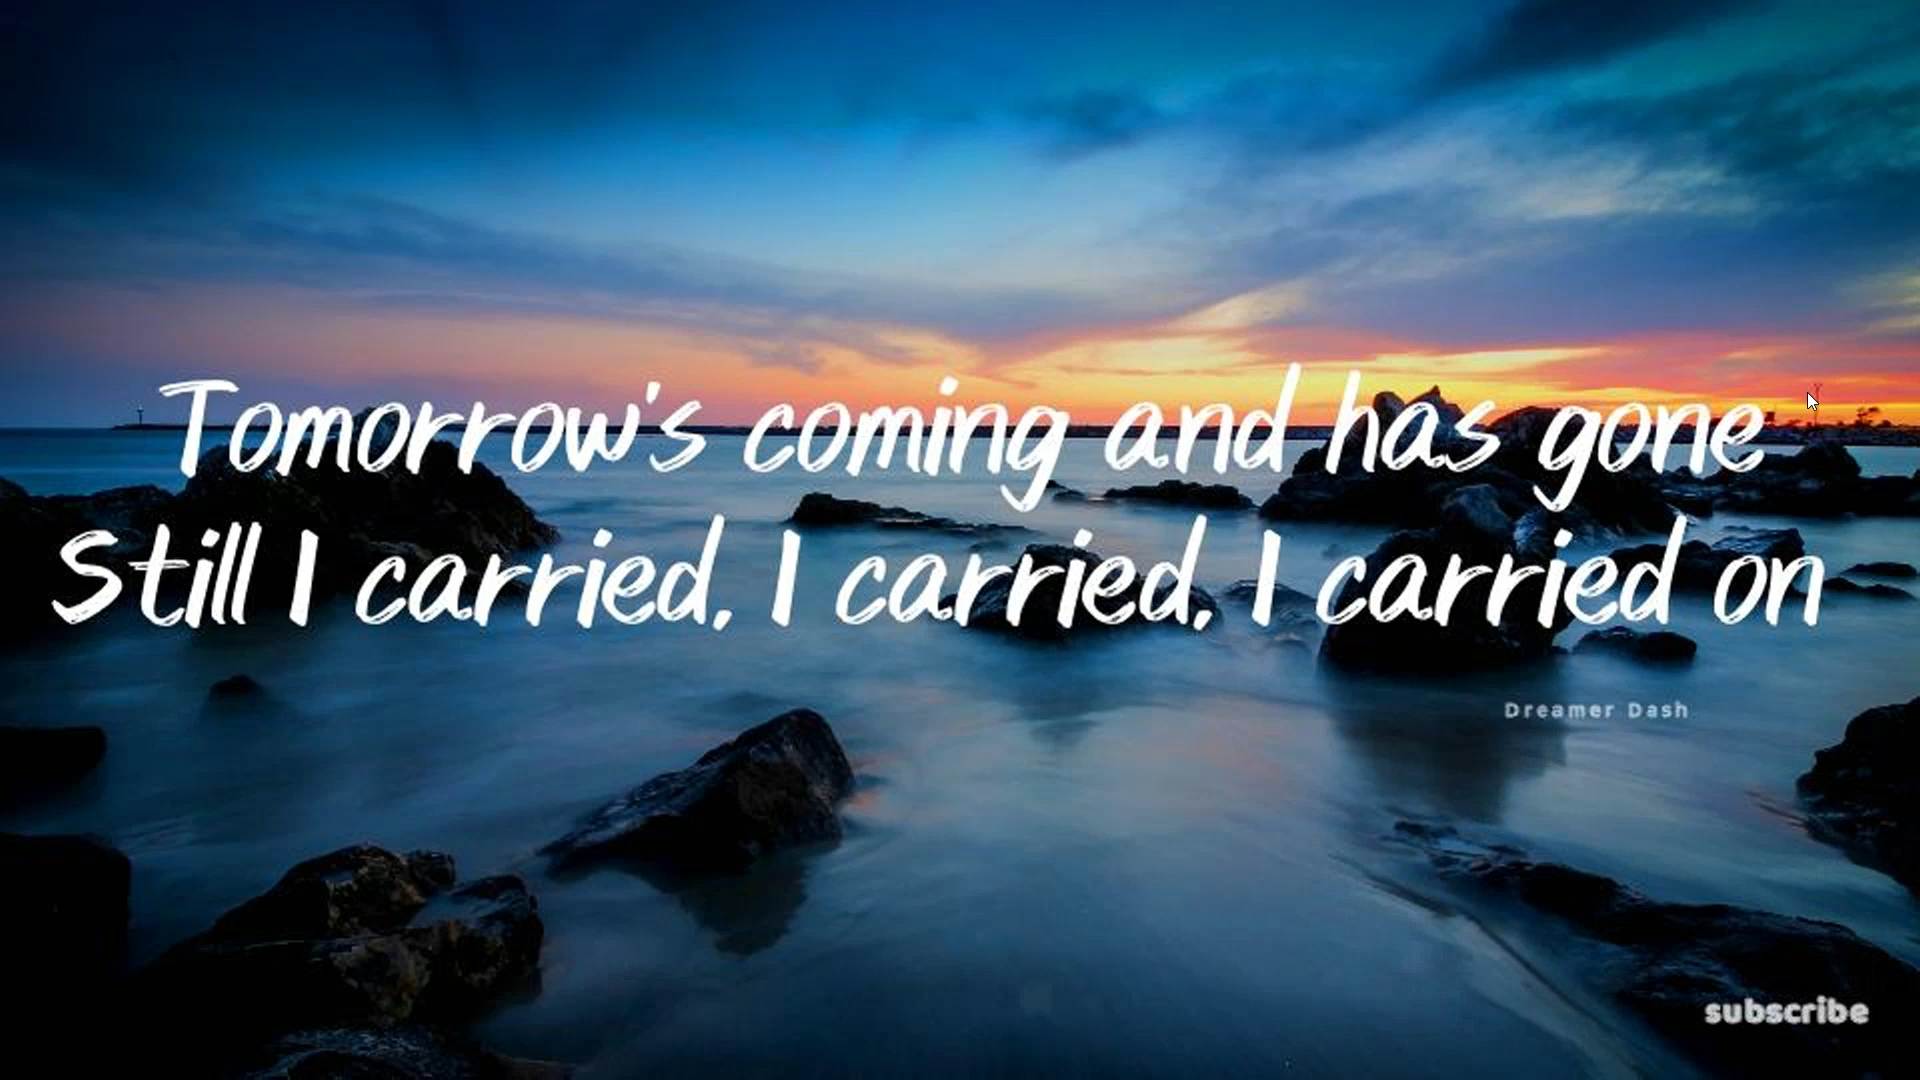 Tomorrow's coming and has gone
Still I carried, I carried, I carried on
Dreamer Dash
subscribe